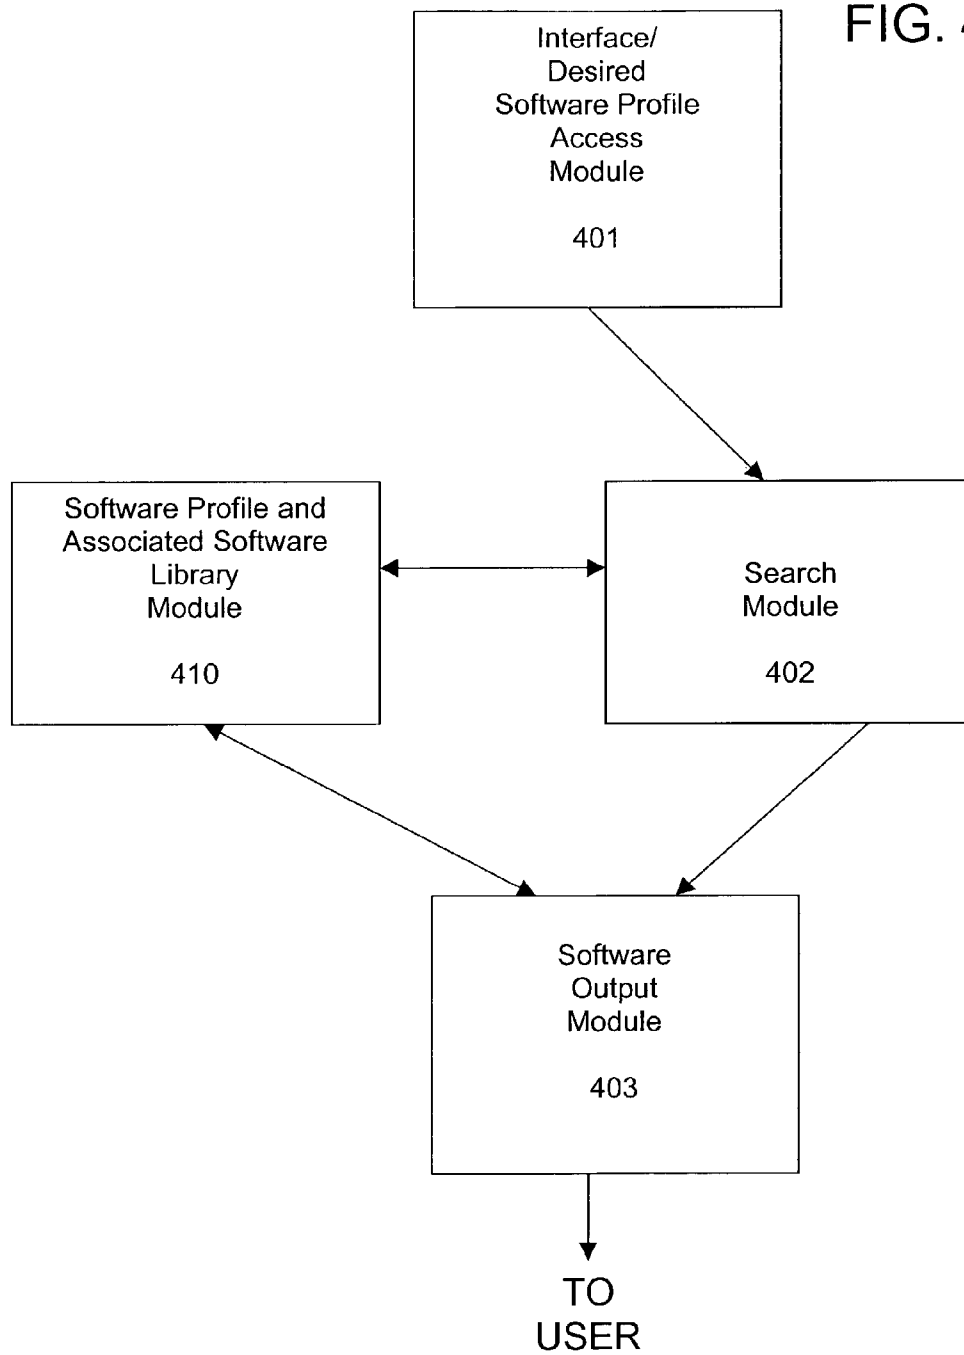 FIG. 4
Interface/
Desired
Software Profile
Access
Module
401
Software Profile and
Associated Software
Library
Module
410
Search
Module
402
Software
Output
Module
403
TO
USER